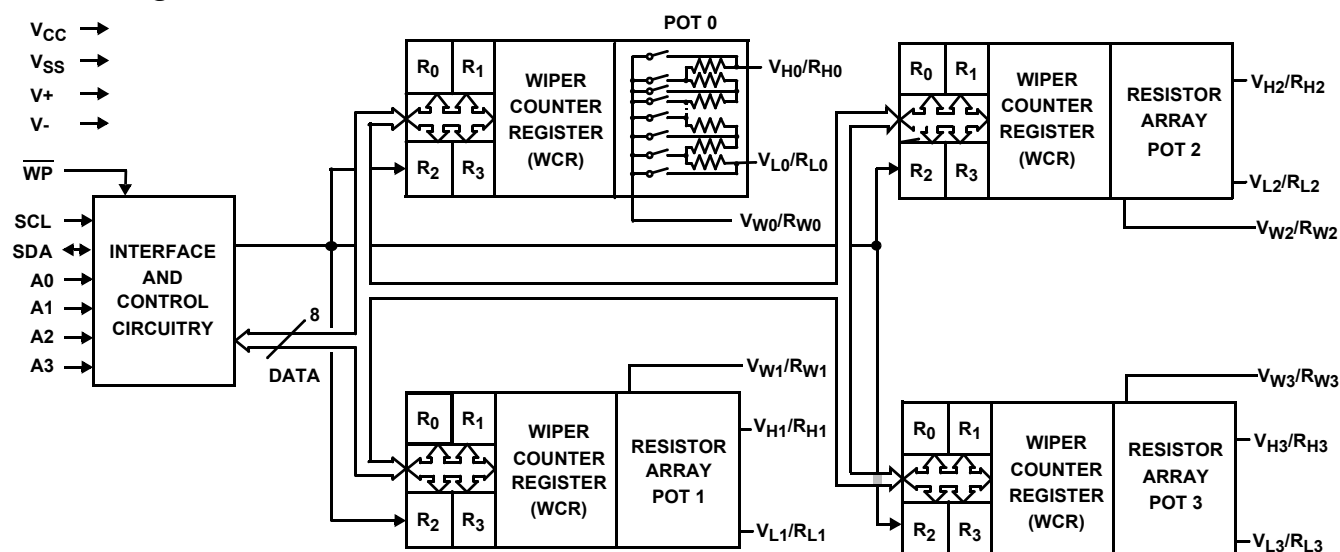 POT 0
VCC
VSS
V+
V-
WP
SCL
SDA
A0
A1
A2
A3
INTERFACE
AND
CONTROL
CIRCUITRY
8
DATA
R0 R1
R2 R3
WIPER
COUNTER
REGISTER
(WCR)
VH0/RH0
VL0/RL0
VW0/RW0
R0 R1
R2 R3
WIPER
COUNTER
REGISTER
(WCR)
RESISTOR
ARRAY
POT 2
VH2/RH2
VL2/RL2
VW2/RW2
R0 R1
R2 R3
WIPER
COUNTER
REGISTER
(WCR)
RESISTOR
ARRAY
POT 1
VW1/RW1
VH1/RH1
VL1/RL1
R0 R1
R2 R3
WIPER
COUNTER
REGISTER
(WCR)
RESISTOR
ARRAY
POT 3
VW3/RW3
VH3/RH3
VL3/RL3